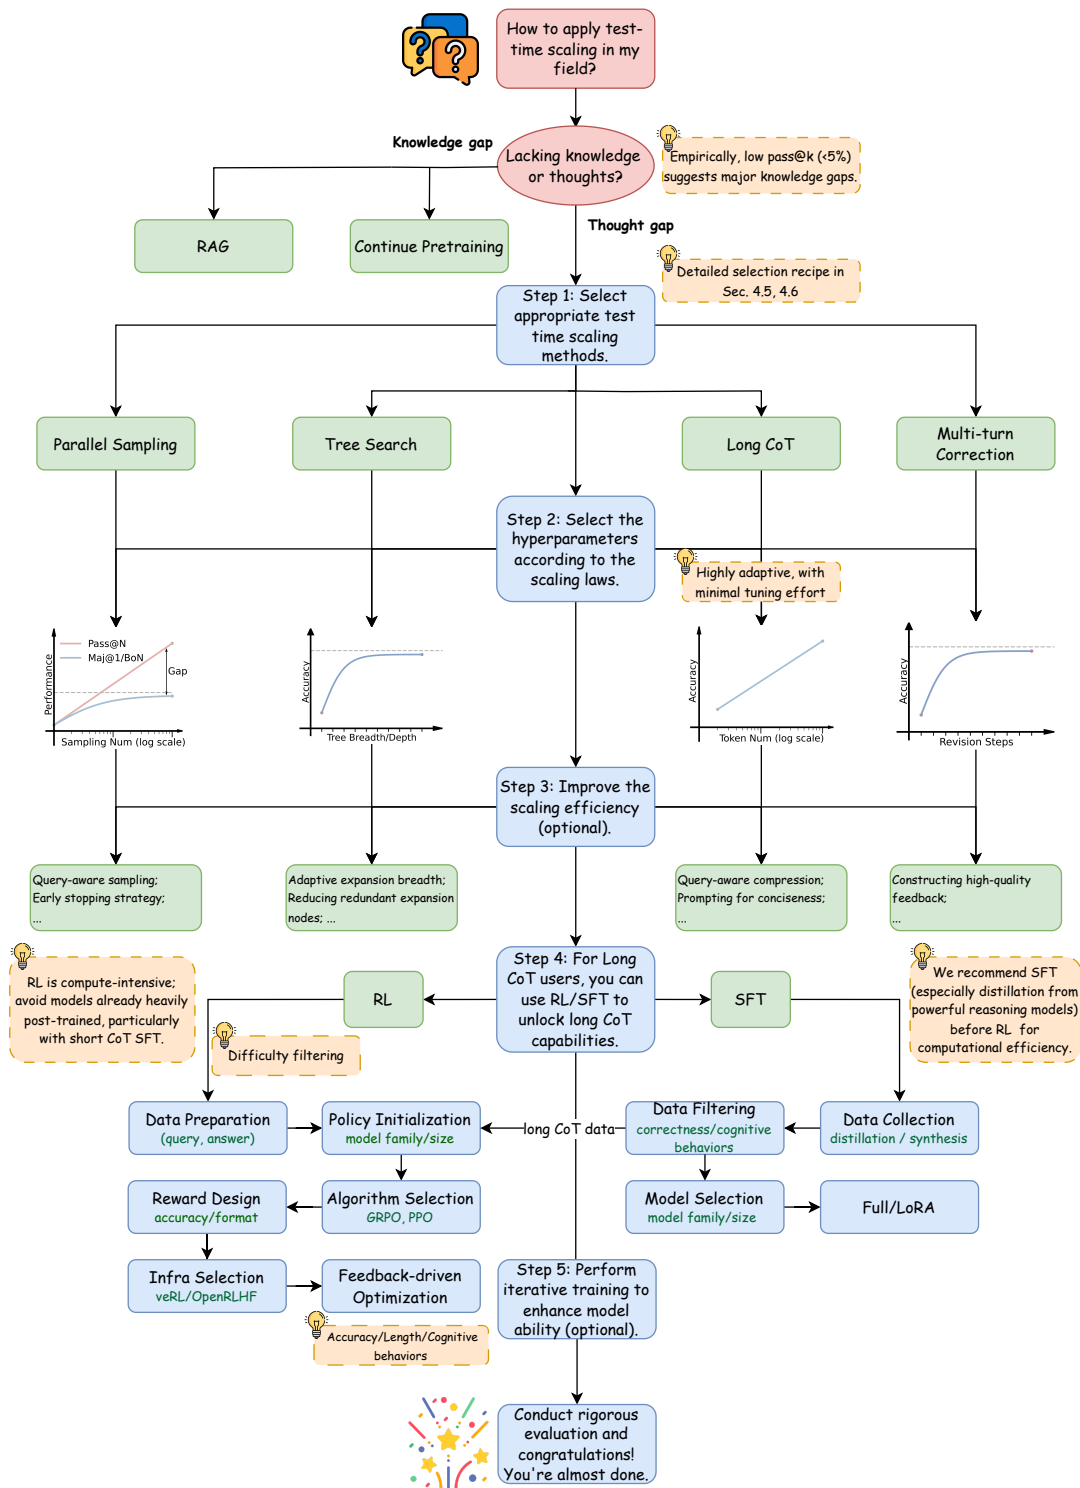 How to apply test-
time scaling in my
field?
Knowledge gap
Lacking knowledge
or thoughts?
Empirically, low pass@k (<5%)
suggests major knowledge gaps.
RAG
Continue Pretraining
Thought gap
Detailed selection recipe in
Sec. 4.5, 4.6
Step 1: Select
appropriate test
time scaling
methods.
Parallel Sampling
Tree Search
Long CoT
Multi-turn
Correction
Step 2: Select the
hyperparameters
according to the
scaling laws.
Highly adaptive, with
minimal tuning effort
Pass@N
Maj@1/BoN
Gap
Performance
Sampling Num (log scale)
Accuracy
Tree Breadth/Depth
Accuracy
Token Num (log scale)
Accuracy
Revision Steps
Step 3: Improve the
scaling efficiency
(optional).
Query-aware sampling;
Early stopping strategy;
...
Adaptive expansion breadth;
Reducing redundant expansion
nodes; ...
Query-aware compression;
Prompting for conciseness;
...
Constructing high-quality
feedback;
...
RL is compute-intensive;
avoid models already heavily
post-trained, particularly
with short CoT SFT.
RL
Step 4: For Long
CoT users, you can
use RL/SFT to
unlock long CoT
capabilities.
SFT
We recommend SFT
(especially distillation from
powerful reasoning models)
before RL for
computational efficiency.
Difficulty filtering
Data Preparation
(query, answer)
Policy Initialization
model family/size
long CoT data
Data Filtering
correctness/cognitive
behaviors
Data Collection
distillation / synthesis
Reward Design
accuracy/format
Algorithm Selection
GRPO, PPO
Model Selection
model family/size
Full/LoRA
Infra Selection
veRL/OpenRLHF
Feedback-driven
Optimization
Step 5: Perform
iterative training to
enhance model
ability (optional).
Accuracy/Length/Cognitive
behaviors
Conduct rigorous
evaluation and
congratulations!
You're almost done.